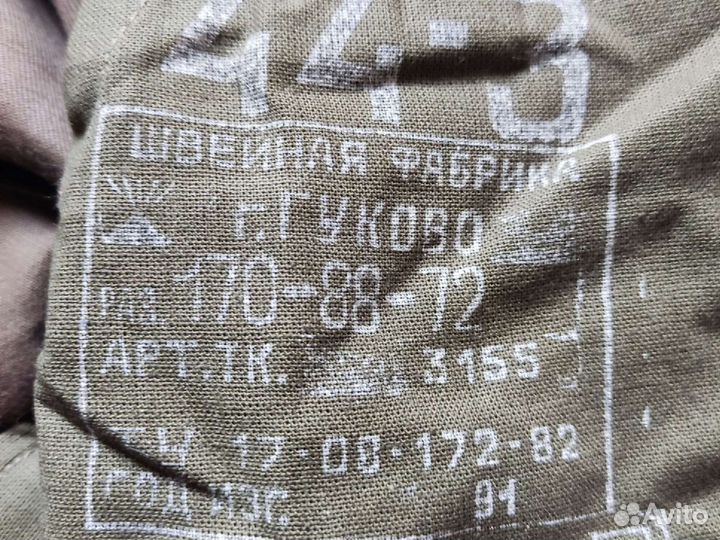 44-3
ШВЕЙНАЯ ФАБРИКА
г.ГУКОВО
РАЗ. 170-88-72
АРТ.ТК. 3155
ТУ 17-08-172-82
ГОД ИЗГ. 91
Avito